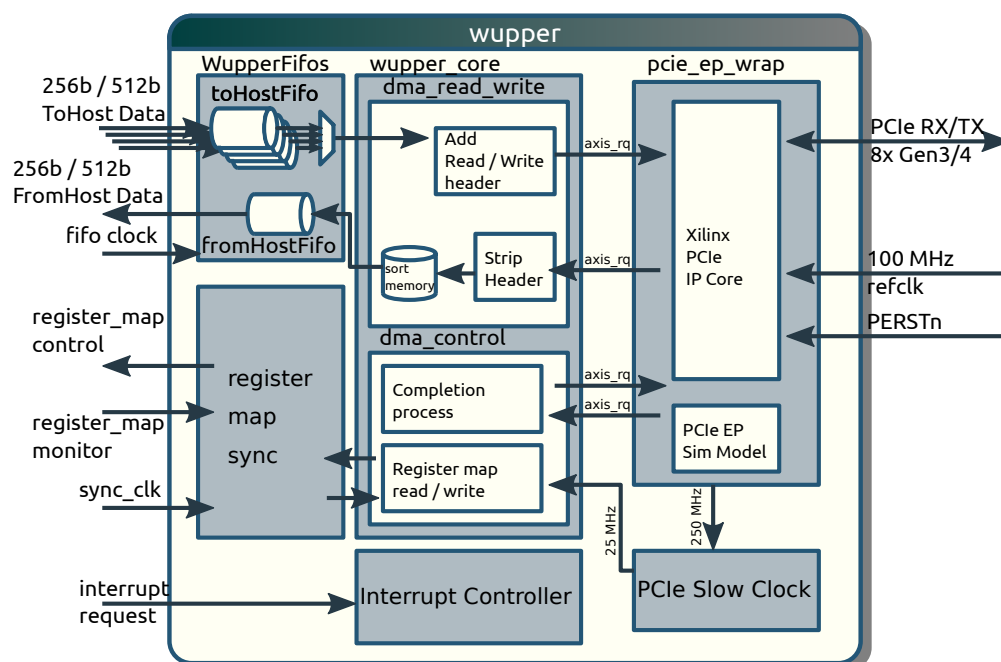 wupper
WupperFifos
wupper_core
pcie_ep_wrap
256b / 512b
ToHost Data
toHostFifo
dma_read_write
Add
Read / Write
header
axis_rq
PCIe RX/TX
8x Gen3/4
256b / 512b
FromHost Data
fifo clock
fromHostFifo
sort
memory
Strip
Header
axis_rq
Xilinx
PCIe
IP Core
100 MHz
refclk
PERSTn
register_map
control
register_map
monitor
sync_clk
register
map
sync
dma_control
Completion
process
axis_rq
axis_rq
Register map
read / write
PCIe EP
Sim Model
25 MHz
250 MHz
interrupt
request
Interrupt Controller
PCIe Slow Clock